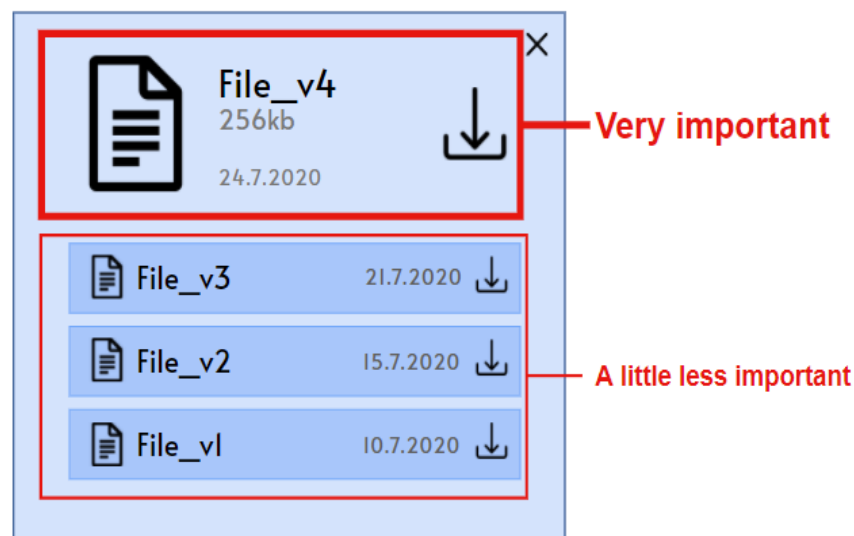 File_v4
256kb
24.7.2020
Very important
File_v3 21.7.2020
File_v2 15.7.2020
A little less important
File_v1 10.7.2020